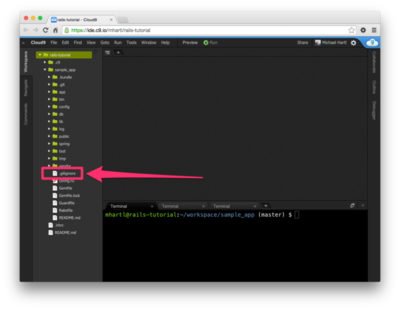 rails-tutorial - Cloud9
https://ide.c9.io/mhartl/rails-tutorial
Cloud9 File Edit Find View Goto Run Tools Window Preview Run Share Michael Hartl
Workspace
Navigate
Commands
Collaborate
Outline
Debugger
rails-tutorial
.c9
sample_app
.bundle
.git
app
bin
config
db
lib
log
public
spring
test
tmp
vendor
.gitignore
config.ru
Gemfile
Gemfile.lock
Guardfile
Rakefile
README.md
.rvmrc
README.md
Terminal Terminal Terminal
mhartl@rails-tutorial:~/workspace/sample_app (master) $